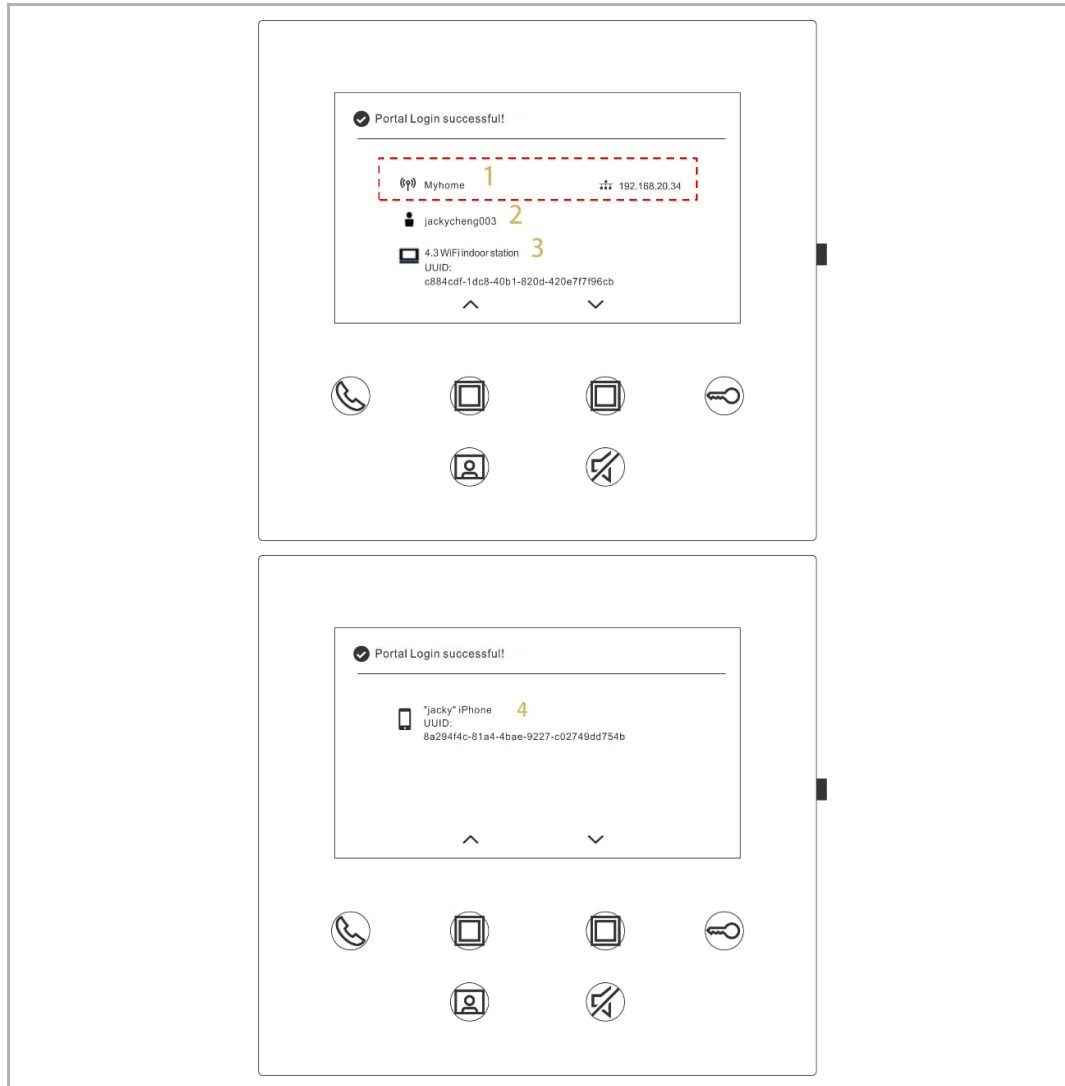 Portal Login successful!
Myhome 1 192.168.20.34
jackycheng003 2
4.3 WiFi indoor station 3
UUID:
c884cdf-1dc8-40b1-820d-420e7f7f96cb
Portal Login successful!
"jacky" iPhone 4
UUID:
8a294f4c-81a4-4bae-9227-c02749dd754b